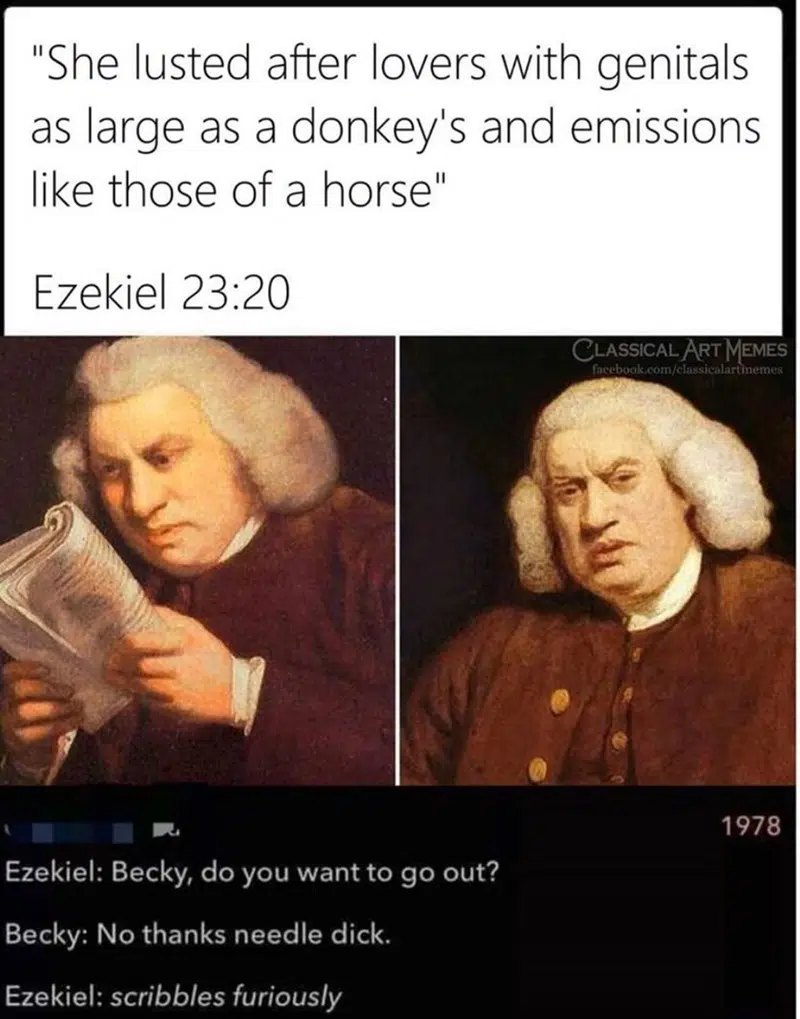 "She lusted after lovers with genitals
as large as a donkey's and emissions
like those of a horse"
Ezekiel 23:20
CLASSICAL ART MEMES
facebook.com/classicalartmemes
1978
Ezekiel: Becky, do you want to go out?
Becky: No thanks needle dick.
Ezekiel: scribbles furiously